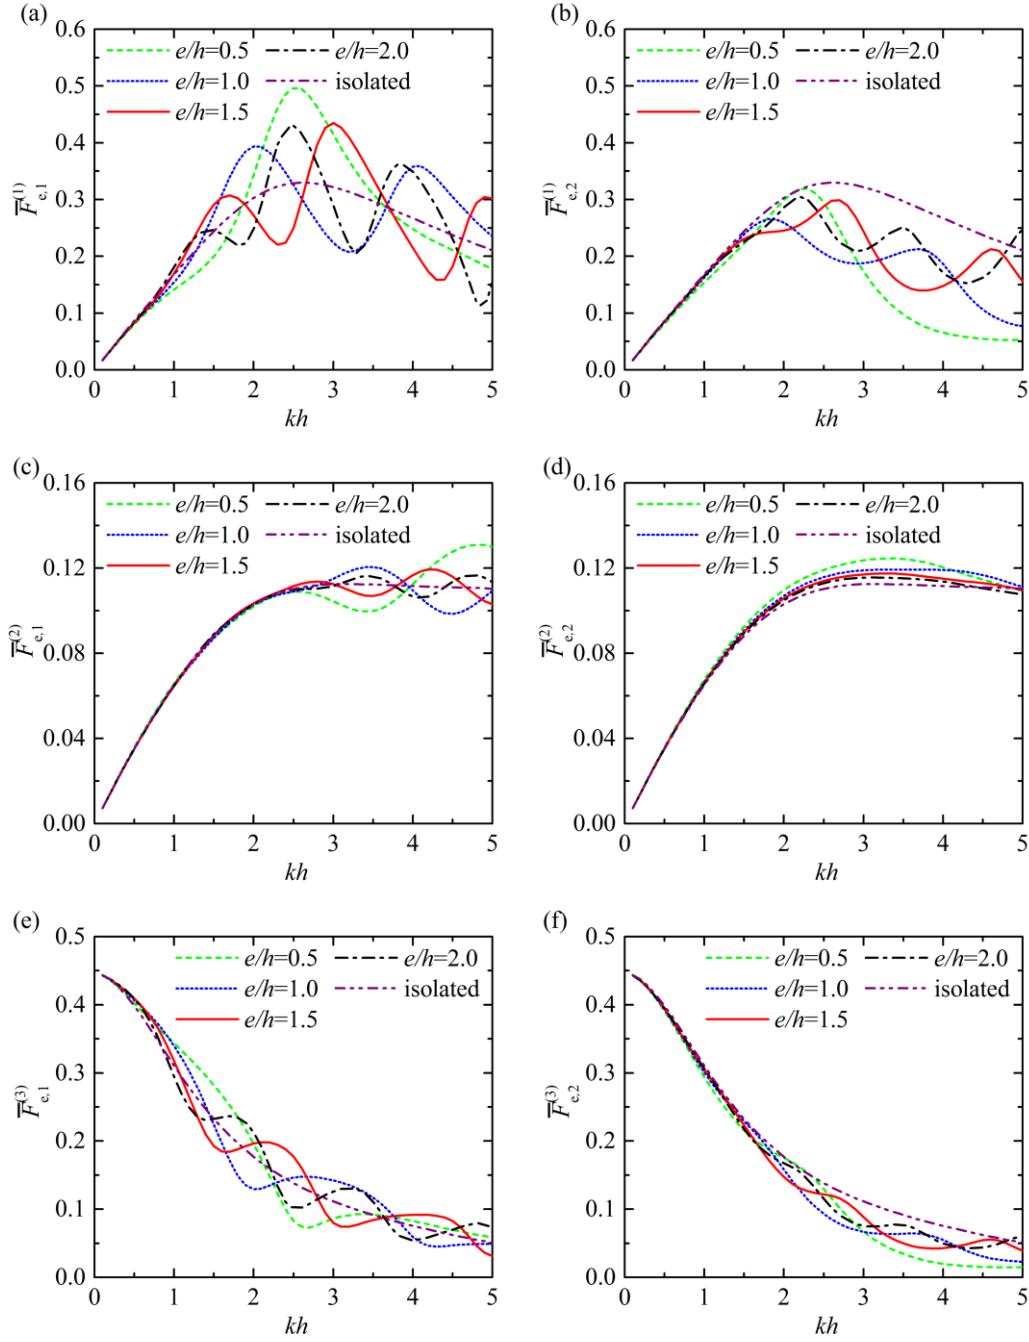 (a)
0.6
0.5
0.4
0.3
0.2
0.1
0.0
e/h=0.5
e/h=2.0
e/h=1.0
isolated
e/h=1.5
F̅e,1(1)
0 1 2 3 4 5
kh
(b)
0.6
0.5
0.4
0.3
0.2
0.1
0.0
e/h=0.5
e/h=2.0
e/h=1.0
isolated
e/h=1.5
F̅e,2(1)
0 1 2 3 4 5
kh
(c)
0.16
0.12
0.08
0.04
0.00
e/h=0.5
e/h=2.0
e/h=1.0
isolated
e/h=1.5
F̅e,1(2)
0 1 2 3 4 5
kh
(d)
0.16
0.12
0.08
0.04
0.00
e/h=0.5
e/h=2.0
e/h=1.0
isolated
e/h=1.5
F̅e,2(2)
0 1 2 3 4 5
kh
(e)
0.5
0.4
0.3
0.2
0.1
0.0
e/h=0.5
e/h=2.0
e/h=1.0
isolated
e/h=1.5
F̅e,1(3)
0 1 2 3 4 5
kh
(f)
0.5
0.4
0.3
0.2
0.1
0.0
e/h=0.5
e/h=2.0
e/h=1.0
isolated
e/h=1.5
F̅e,2(3)
0 1 2 3 4 5
kh